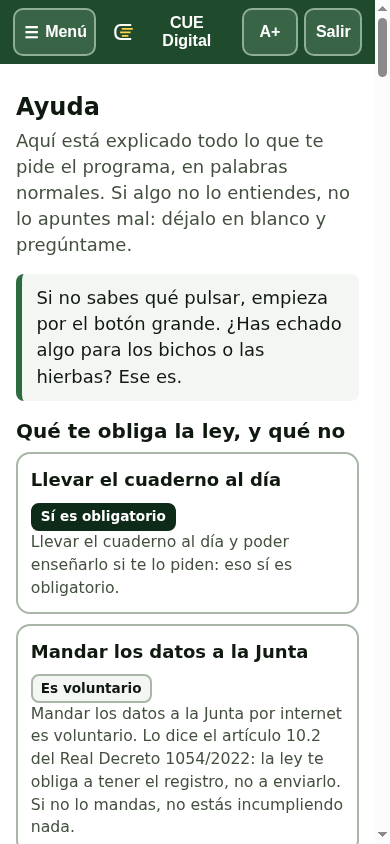 ☰ Menú
CUE
Digital
A+
Salir
Ayuda
Aquí está explicado todo lo que te
pide el programa, en palabras
normales. Si algo no lo entiendes, no
lo apuntes mal: déjalo en blanco y
pregúntame.
Si no sabes qué pulsar, empieza
por el botón grande. ¿Has echado
algo para los bichos o las
hierbas? Ese es.
Qué te obliga la ley, y qué no
Llevar el cuaderno al día
Sí es obligatorio
Llevar el cuaderno al día y poder
enseñarlo si te lo piden: eso sí es
obligatorio.
Mandar los datos a la Junta
Es voluntario
Mandar los datos a la Junta por internet
es voluntario. Lo dice el artículo 10.2
del Real Decreto 1054/2022: la ley te
obliga a tener el registro, no a enviarlo.
Si no lo mandas, no estás incumpliendo
nada.